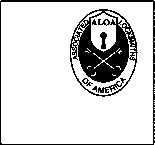 ALOA
ASSOCIATED LOCKSMITHS
OF AMERICA